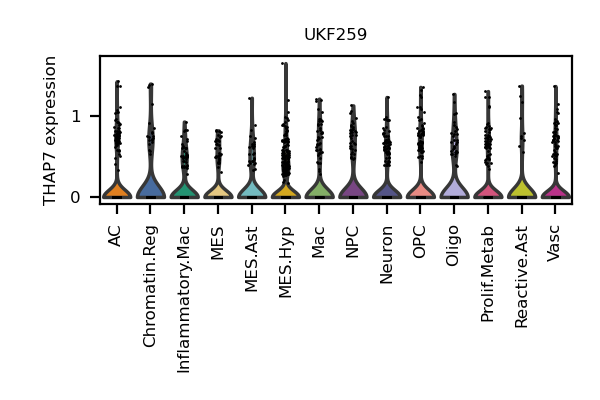 UKF259
THAP7 expression
1
0
AC
Chromatin.Reg
Inflammatory.Mac
MES
MES.Ast
MES.Hyp
Mac
NPC
Neuron
OPC
Oligo
Prolif.Metab
Reactive.Ast
Vasc